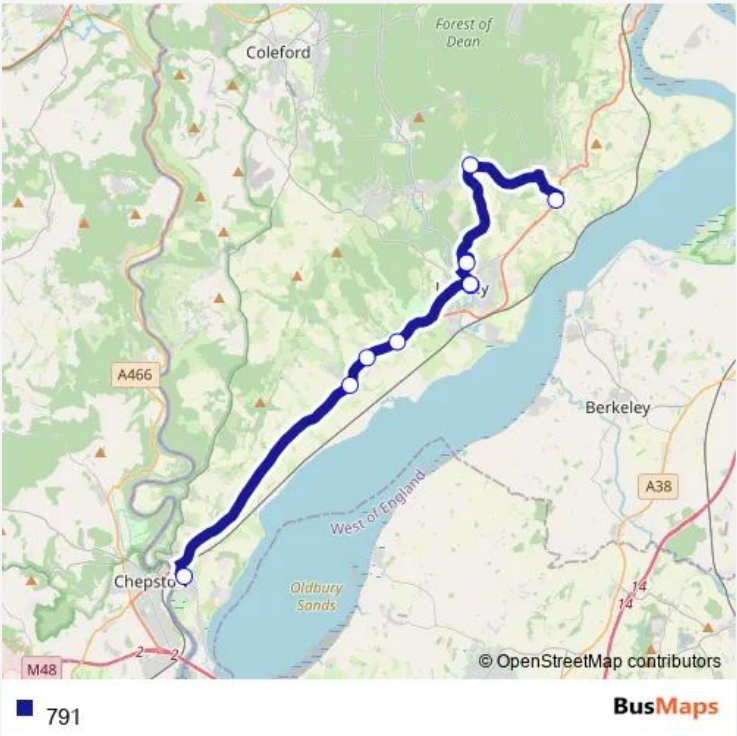 Forest of
Dean
Coleford
A466
Berkeley
A38
West of England
14
14
Chepsto
Oldbury
Sands
2
2
M48
© OpenStreetMap contributors
791
BusMaps